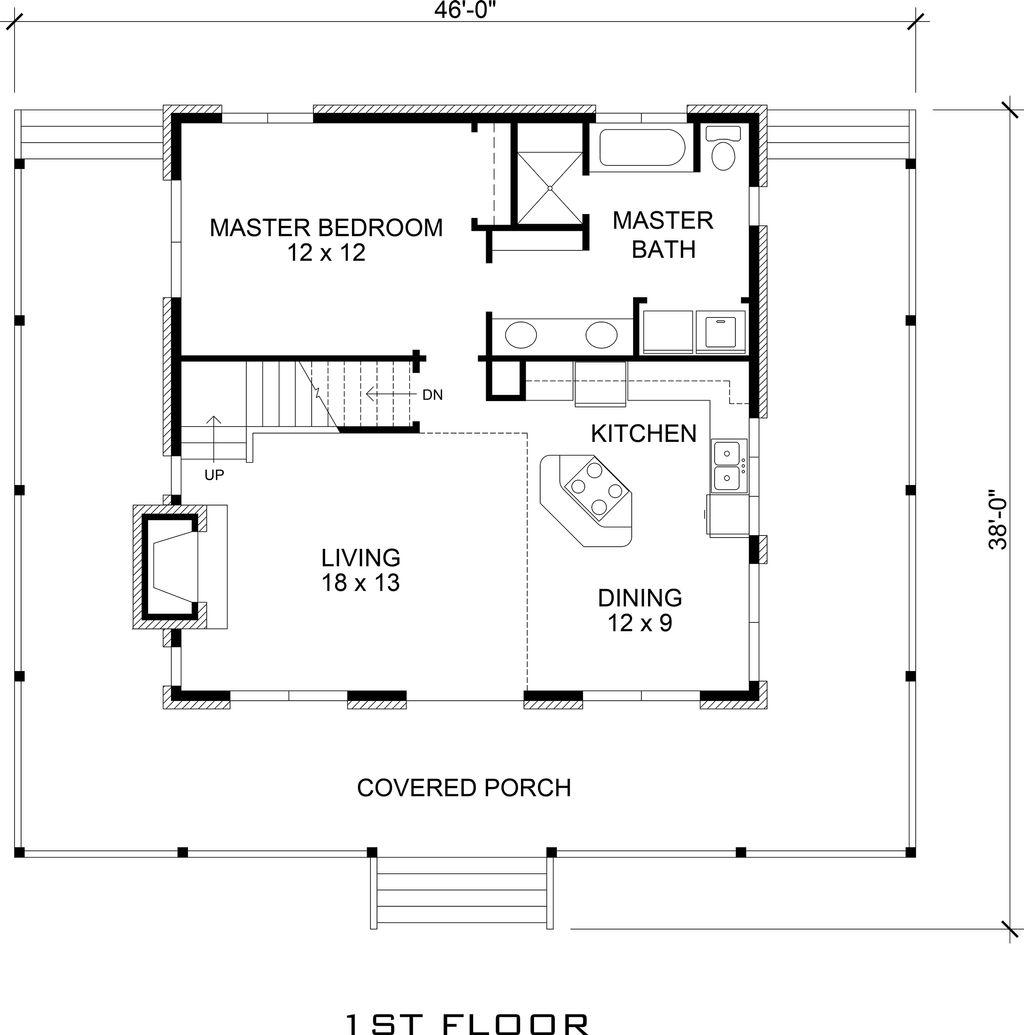 46'-0"
MASTER BEDROOM
12 x 12
MASTER
BATH
DN
UP
KITCHEN
38'-0"
LIVING
18 x 13
DINING
12 x 9
COVERED PORCH
1ST FLOOR